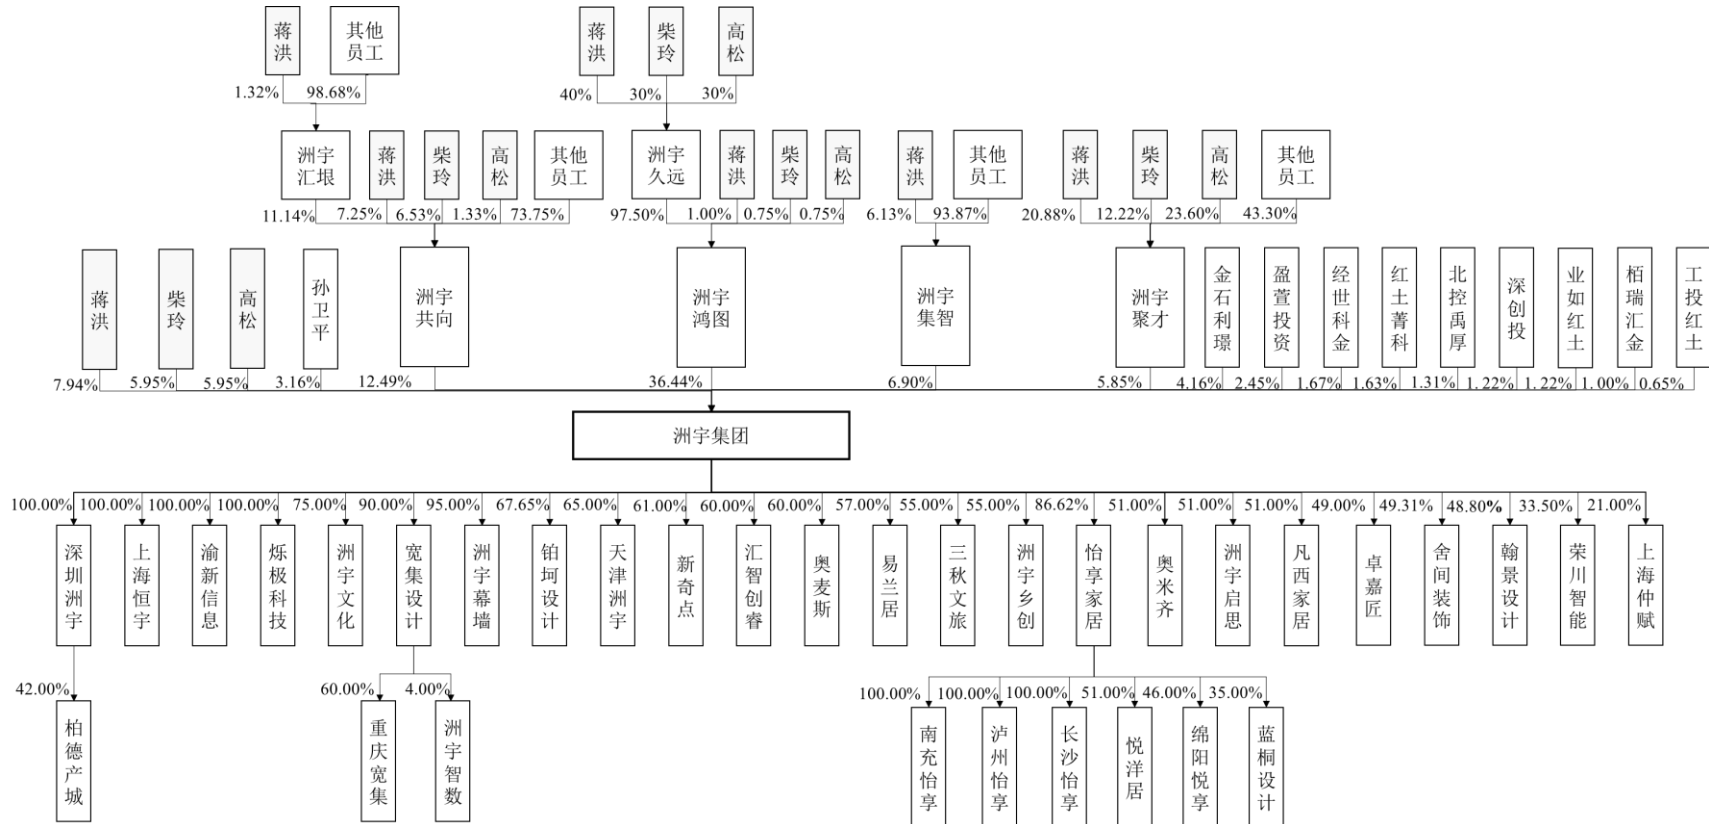 蒋洪
其他员工
蒋洪
柴玲
高松
1.32%
98.68%
40%
30%
30%
洲宇汇垠
蒋洪
柴玲
高松
其他员工
洲宇久远
蒋洪
柴玲
高松
蒋洪
其他员工
蒋洪
柴玲
高松
其他员工
11.14%
7.25%
6.53%
1.33%
73.75%
97.50%
1.00%
0.75%
0.75%
6.13%
93.87%
20.88%
12.22%
23.60%
43.30%
蒋洪
柴玲
高松
孙卫平
洲宇共向
洲宇鸿图
洲宇集智
洲宇聚才
金石利璟
盈萱投资
经世科金
红土菁科
北控禹厚
深创投
业如红土
栢瑞汇金
工投红土
7.94%
5.95%
5.95%
3.16%
12.49%
36.44%
6.90%
5.85%
4.16%
2.45%
1.67%
1.63%
1.31%
1.22%
1.22%
1.00%
0.65%
洲宇集团
100.00%
100.00%
100.00%
100.00%
75.00%
90.00%
95.00%
67.65%
65.00%
61.00%
60.00%
60.00%
57.00%
55.00%
55.00%
86.62%
51.00%
51.00%
51.00%
49.00%
49.31%
48.80%
33.50%
21.00%
深圳洲宇
上海恒宇
渝新信息
烁极科技
洲宇文化
宽集设计
洲宇幕墙
铂坷设计
天津洲宇
新奇点
汇智创睿
奥麦斯
易兰居
三秋文旅
洲宇乡创
怡享家居
奥米齐
洲宇启思
凡西家居
卓嘉匠
舍间装饰
翰景设计
荣川智能
上海仲赋
42.00%
60.00%
4.00%
100.00%
100.00%
100.00%
51.00%
46.00%
35.00%
柏德产城
重庆宽集
洲宇智数
南充怡享
泸州怡享
长沙怡享
悦洋居
绵阳悦享
蓝桐设计